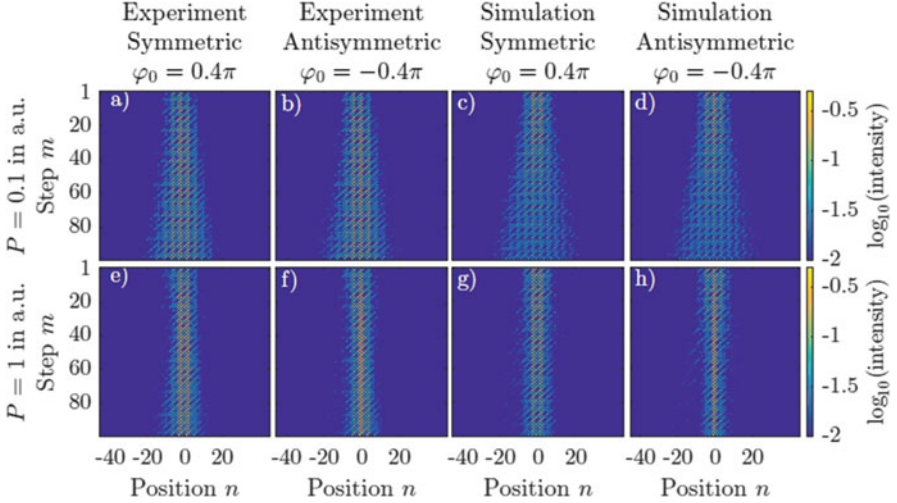 Experiment Experiment Simulation Simulation
Symmetric Antisymmetric Symmetric Antisymmetric
φ₀ = 0.4π φ₀ = −0.4π φ₀ = 0.4π φ₀ = −0.4π
P = 0.1 in a.u.
Step m
1
20
40
60
80
a) b) c) d)
-0.5
-1
-1.5
-2
log₁₀(intensity)
P = 1 in a.u.
Step m
1
20
40
60
80
e) f) g) h)
-0.5
-1
-1.5
-2
log₁₀(intensity)
-40 -20 0 20 -40 -20 0 20 -40 -20 0 20 -40 -20 0 20
Position n Position n Position n Position n